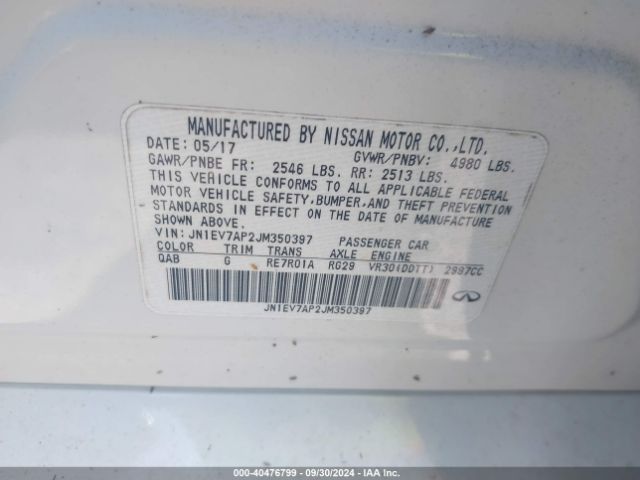 MANUFACTURED BY NISSAN MOTOR CO.,LTD.
DATE: 05/17 GVWR/PNBV: 4980 LBS.
GAWR/PNBE FR: 2546 LBS. RR: 2513 LBS.
THIS VEHICLE CONFORMS TO ALL APPLICABLE FEDERAL
MOTOR VEHICLE SAFETY,BUMPER,AND THEFT PREVENTION
STANDARDS IN EFFECT ON THE DATE OF MANUFACTURE
SHOWN ABOVE.
VIN: JN1EV7AP2JM350397 PASSENGER CAR
COLOR TRIM TRANS AXLE ENGINE
QAB G RE7R01A RG29 VR30(DDTT) 2997CC
JN1EV7AP2JM350397
000-40476799 - 09/30/2024 - IAA Inc.